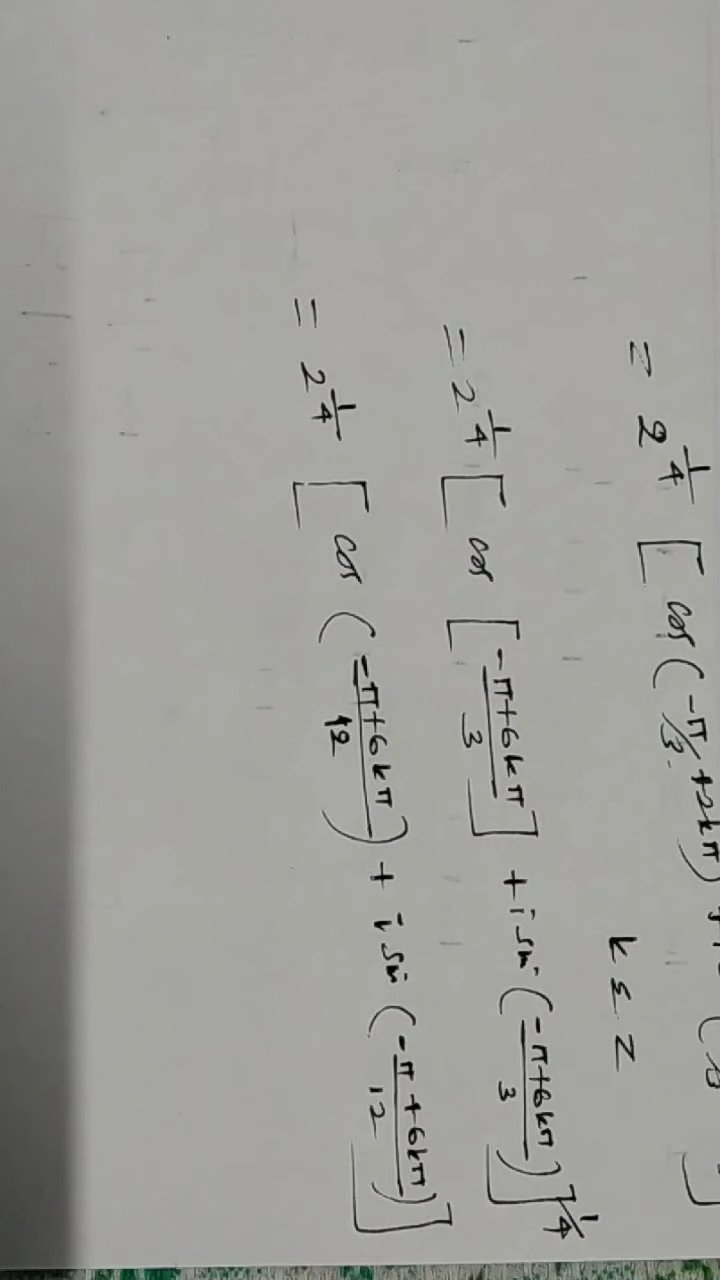 = 2^{1/4} [ cos ( -π/3 + 2kπ ) +
k ∈ Z
= 2^{1/4} [ cos [ (-π+6kπ)/3 ] + i sin ( (-π+6kπ)/3 ) ]^{1/4}
= 2^{1/4} [ cos ( (-π+6kπ)/12 ) + i sin ( (-π+6kπ)/12 ) ]